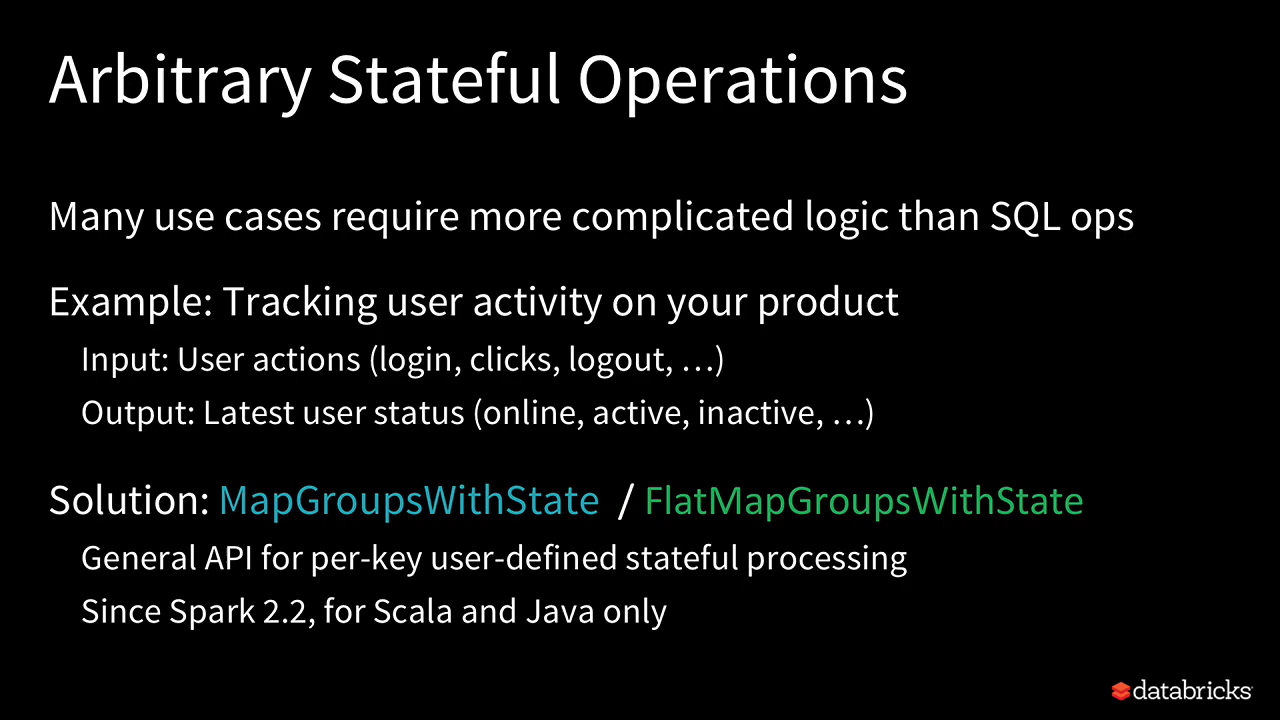 Arbitrary Stateful Operations
Many use cases require more complicated logic than SQL ops
Example: Tracking user activity on your product
Input: User actions (login, clicks, logout, …)
Output: Latest user status (online, active, inactive, …)
Solution: MapGroupsWithState / FlatMapGroupsWithState
General API for per-key user-defined stateful processing
Since Spark 2.2, for Scala and Java only
databricks